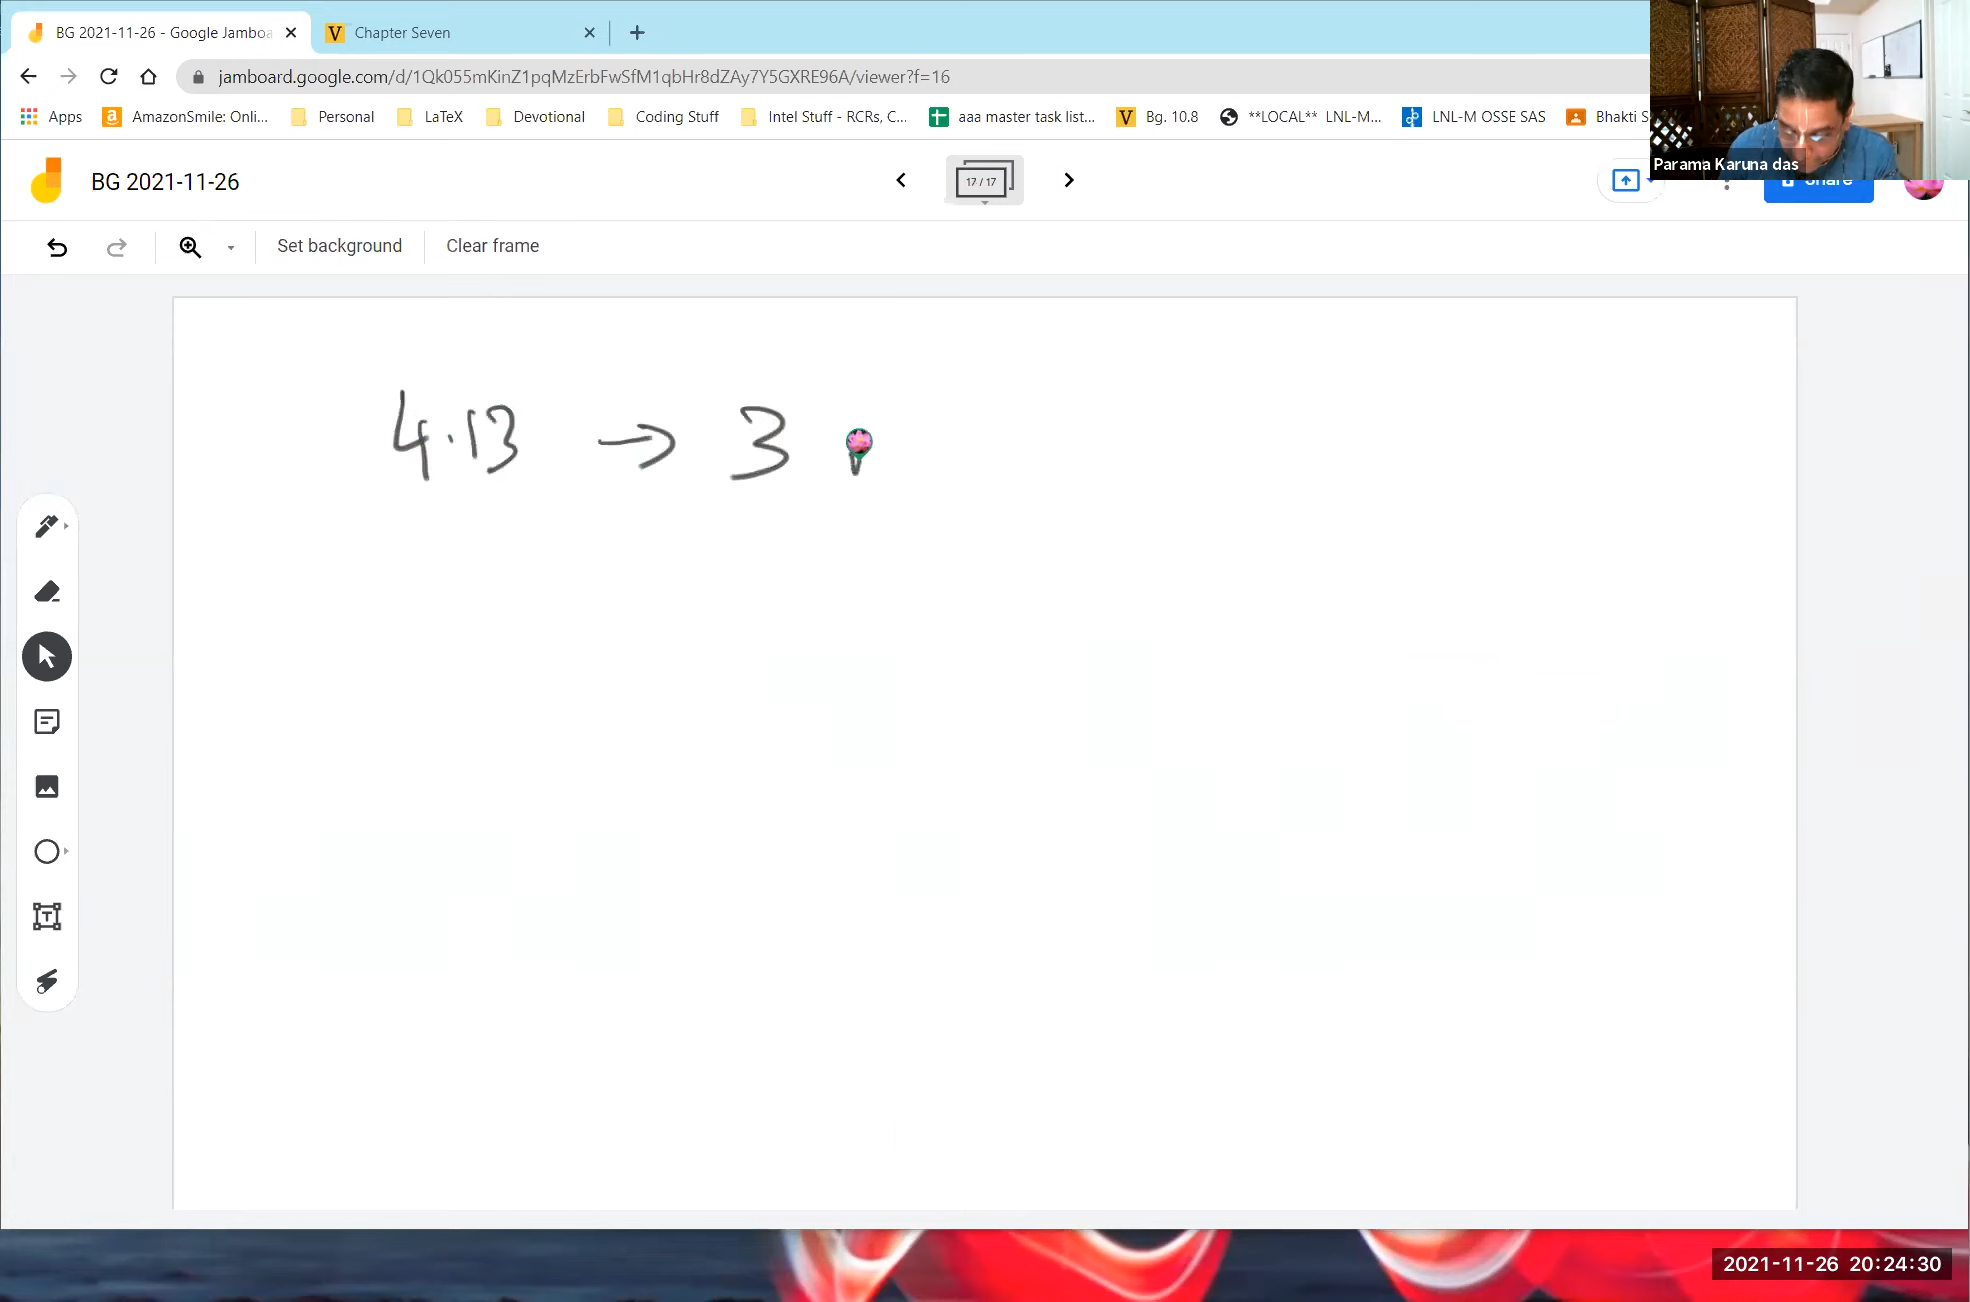 BG 2021-11-26 - Google Jamboa
Chapter Seven
jamboard.google.com/d/1Qk055mKinZ1pqMzErbFwSfM1qbHr8dZAy7Y5GXRE96A/viewer?f=16
Apps AmazonSmile: Onli... Personal LaTeX Devotional Coding Stuff Intel Stuff - RCRs, C... aaa master task list... Bg. 10.8 **LOCAL** LNL-M... LNL-M OSSE SAS Bhakti S
Parama Karuna das
BG 2021-11-26
17 / 17
Share
Set background Clear frame
4.13 → 3
2021-11-26 20:24:30